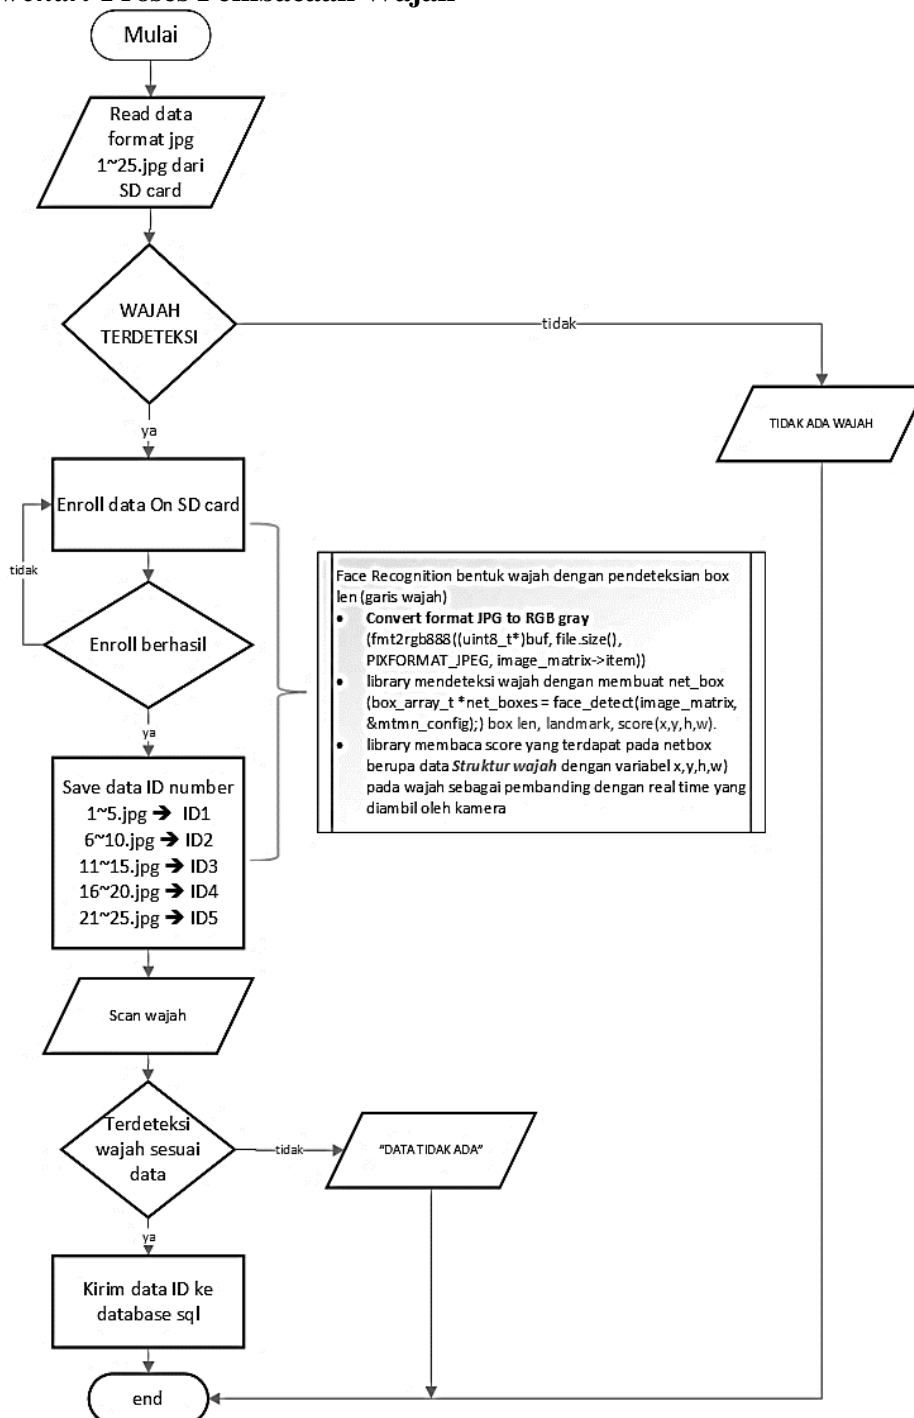 Proses Pembacaan Wajah
Mulai
Read data
format jpg
1~25.jpg dari
SD card
WAJAH
TERDETEKSI
tidak
TIDAK ADA WAJAH
ya
Enroll data On SD card
tidak
Enroll berhasil
Face Recognition bentuk wajah dengan pendeteksian box
len (garis wajah)
• Convert format JPG to RGB gray
(fmt2rgb888((uint8_t*)buf, file.size(),
PIXFORMAT_JPEG, image_matrix->item))
• library mendeteksi wajah dengan membuat net_box
(box_array_t *net_boxes = face_detect(image_matrix,
&mtmn_config);) box len, landmark, score(x,y,h,w).
• library membaca score yang terdapat pada netbox
berupa data Struktur wajah dengan variabel x,y,h,w)
pada wajah sebagai pembanding dengan real time yang
diambil oleh kamera
ya
Save data ID number
1~5.jpg ➔ ID1
6~10.jpg ➔ ID2
11~15.jpg ➔ ID3
16~20.jpg ➔ ID4
21~25.jpg ➔ ID5
Scan wajah
Terdeteksi
wajah sesuai
data
tidak
“DATA TIDAK ADA”
ya
Kirim data ID ke
database sql
end